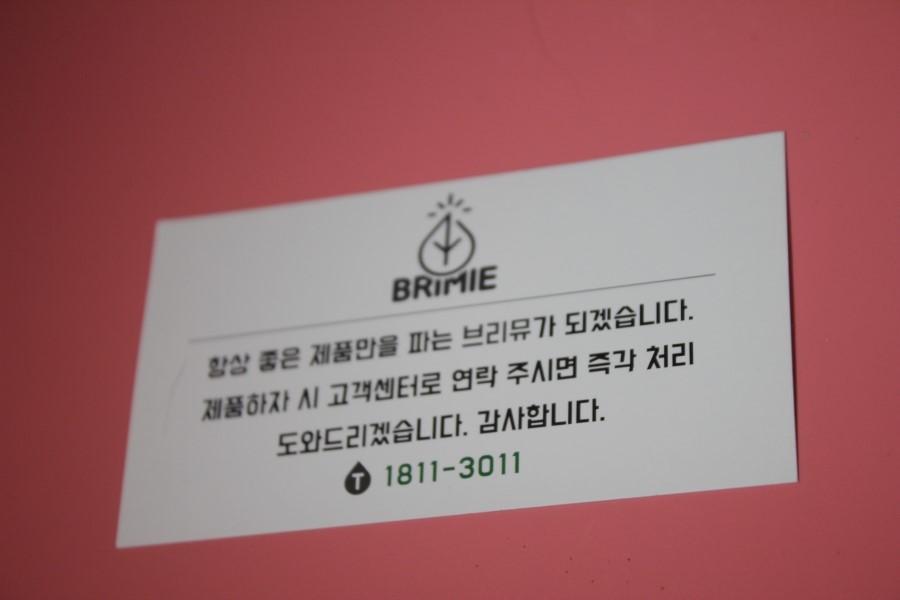 BRIMIE
항상 좋은 제품만을 파는 브리뮤가 되겠습니다.
제품하자 시 고객센터로 연락 주시면 즉각 처리
도와드리겠습니다. 감사합니다.
T 1811-3011